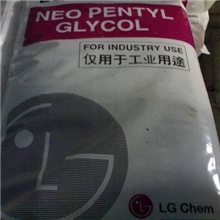 NEO PENTYL
GLYCOL
FOR INDUSTRY USE
仅用于工业用途
LG Chem